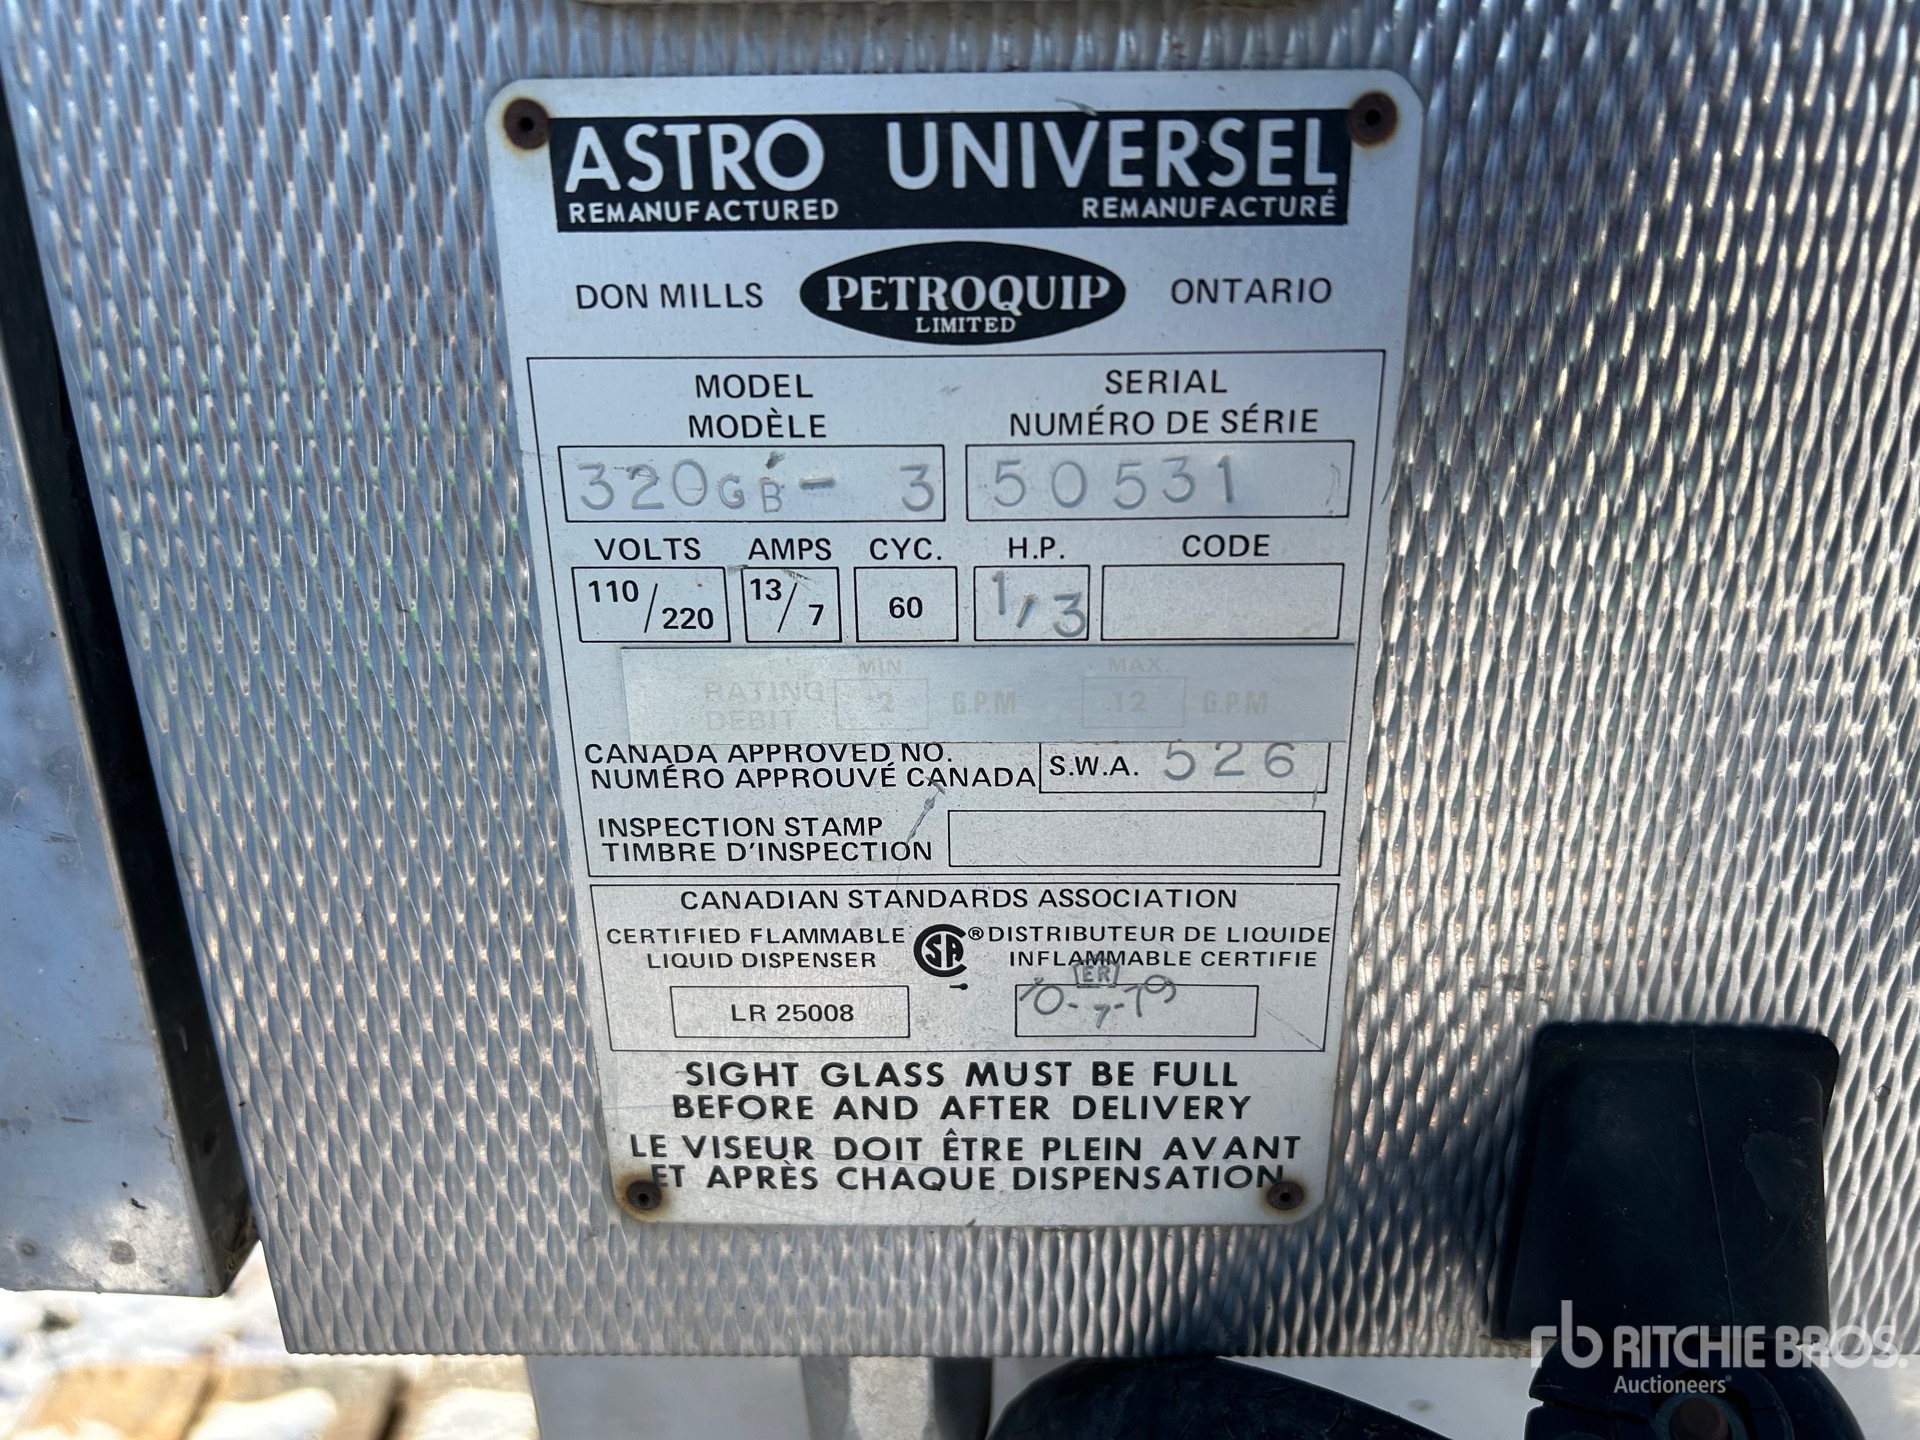 ASTRO UNIVERSEL
REMANUFACTURED REMANUFACTURÉ
DON MILLS PETROQUIP LIMITED ONTARIO
MODEL SERIAL
MODÈLE NUMÉRO DE SÉRIE
320GB-3 50531
VOLTS AMPS CYC. H.P. CODE
110/220 13/7 60 1/3
MIN MAX.
RATING 2 G.P.M 12 G.P.M
DEBIT
CANADA APPROVED NO.
NUMÉRO APPROUVÉ CANADA S.W.A. 526
INSPECTION STAMP
TIMBRE D'INSPECTION
CANADIAN STANDARDS ASSOCIATION
CERTIFIED FLAMMABLE SA ® DISTRIBUTEUR DE LIQUIDE
LIQUID DISPENSER INFLAMMABLE CERTIFIE
ER
LR 25008 10-7-79
SIGHT GLASS MUST BE FULL
BEFORE AND AFTER DELIVERY
LE VISEUR DOIT ÊTRE PLEIN AVANT
ET APRÈS CHAQUE DISPENSATION
rb RITCHIE BROS.
Auctioneers